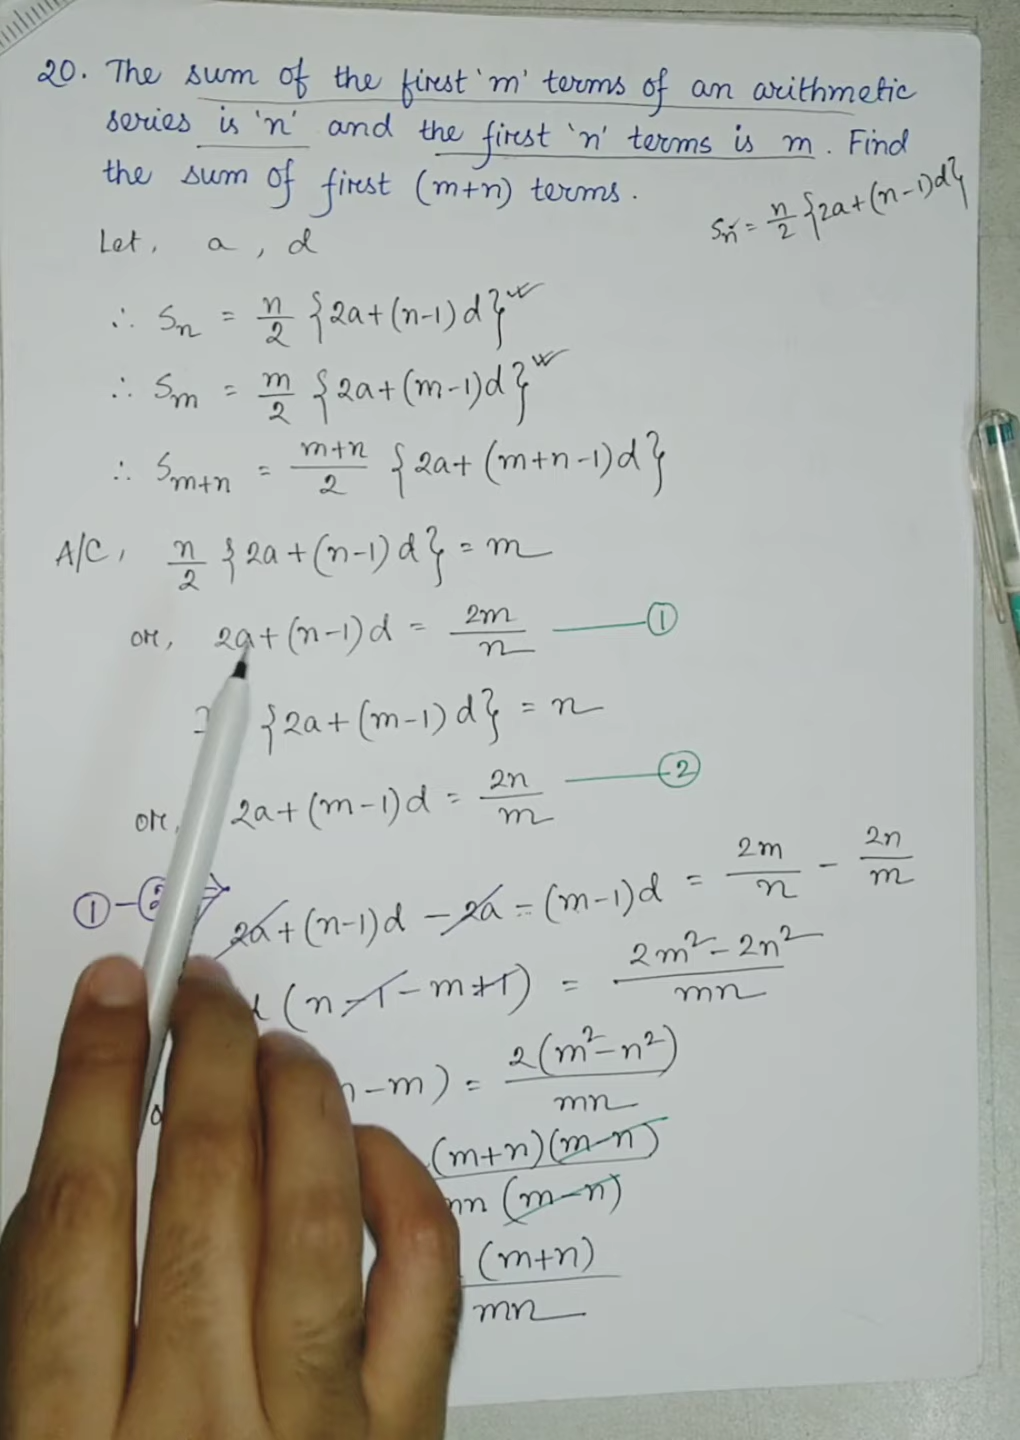 20. The sum of the first 'm' terms of an arithmetic
series is 'n' and the first 'n' terms is m. Find
the sum of first (m+n) terms.
Sn = n/2 {2a+(n-1)d}
Let, a, d
∴ Sn = n/2 {2a+(n-1)d}
∴ Sm = m/2 {2a+(m-1)d}
∴ Sm+n = m+n/2 {2a+(m+n-1)d}
A/C, n/2 {2a+(n-1)d} = m
or, 2a+(n-1)d = 2m/n —— ①
{2a+(m-1)d} = n
or, 2a+(m-1)d = 2n/m —— ②
①-② 2a+(n-1)d - 2a - (m-1)d = 2m/n - 2n/m
(n-1-m+1) = 2m²-2n²/mn
-m) = 2(m²-n²)/mn
(m+n)(m-n)/(m-n)
(m+n)/mn